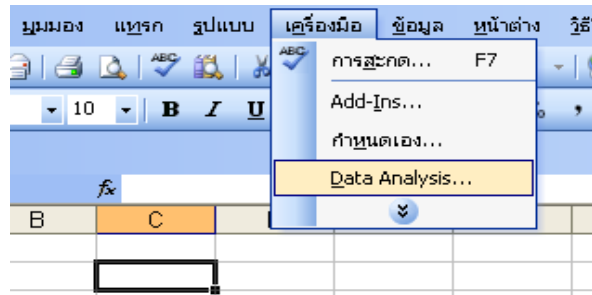 มุมมอง แทรก รูปแบบ เครื่องมือ ข้อมูล หน้าต่าง วิธี
ABC ABC การสะกด... F7
10 B I U Add-Ins... ,
กำหนดเอง...
fx Data Analysis...
B C